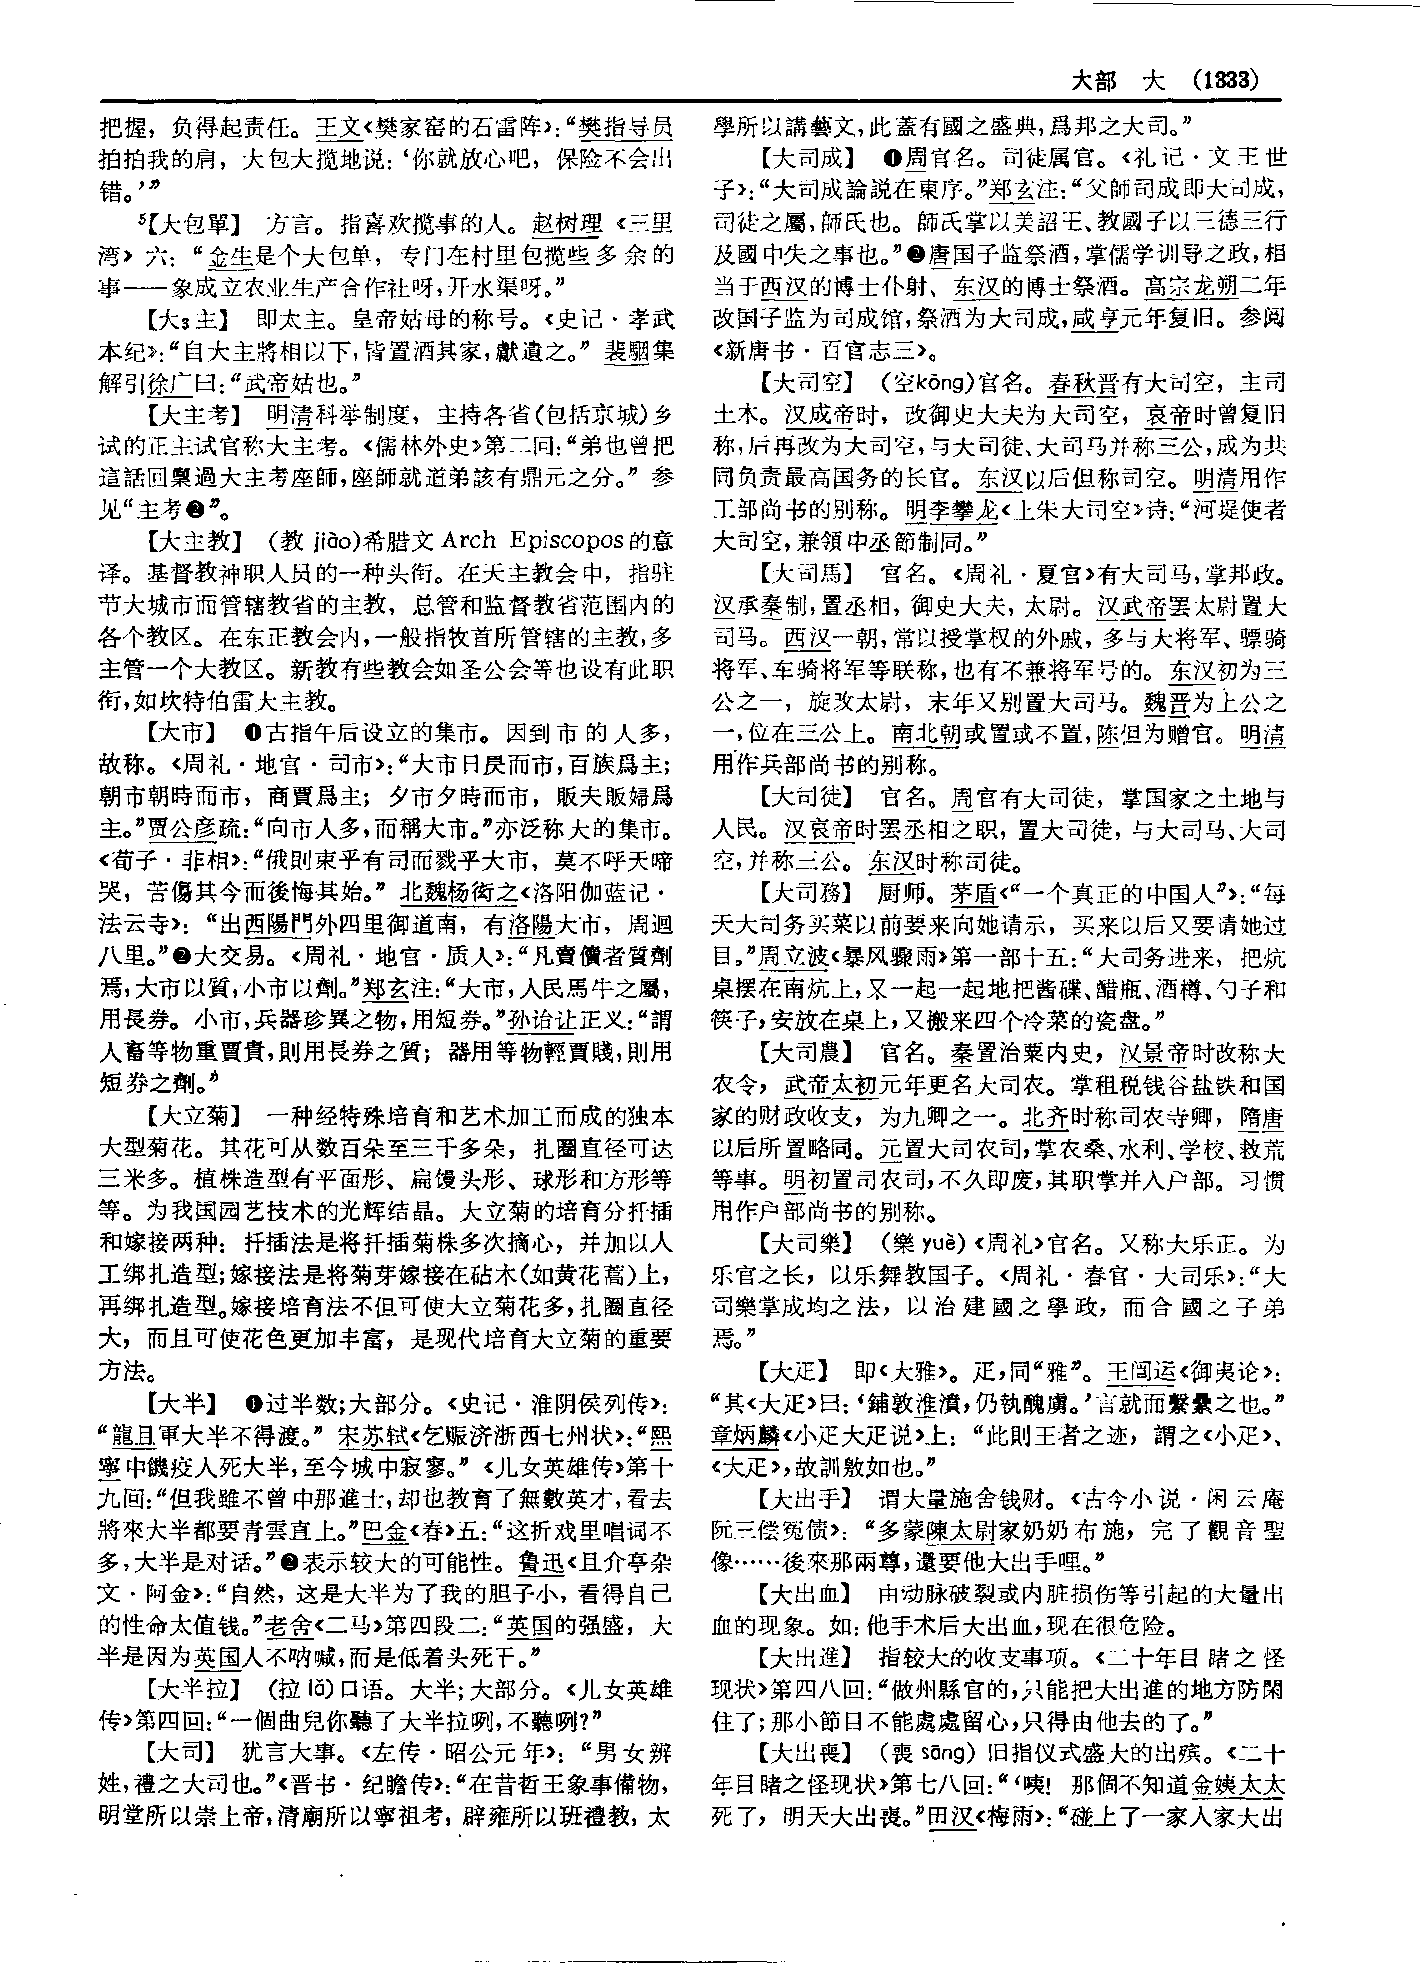 大部 大 (1333)
把握，负得起责任。王文《樊家窑的石雷阵》：“樊指导员
拍拍我的肩，大包大揽地说：‘你就放心吧，保险不会出
错。’”
⁵【大包單】 方言。指喜欢揽事的人。赵树理《三里
湾》六：“金生是个大包单，专门在村里包揽些多余的
事——象成立农业生产合作社呀，开水渠呀。”
【大₃主】 即太主。皇帝姑母的称号。《史记·孝武
本纪》：“自大主將相以下，皆置酒其家，獻遺之。”裴駰集
解引徐广曰：“武帝姑也。”
【大主考】 明清科举制度，主持各省(包括京城)乡
试的正主试官称大主考。《儒林外史》第二回：“弟也曾把
這話回稟過大主考座師，座師就道弟該有鼎元之分。”参
见“主考❷”。
【大主教】 (教 jiào)希腊文 Arch Episcopos 的意
译。基督教神职人员的一种头衔。在天主教会中，指驻
节大城市而管辖教省的主教，总管和监督教省范围内的
各个教区。在东正教会内，一般指牧首所管辖的主教，多
主管一个大教区。新教有些教会如圣公会等也设有此职
衔，如坎特伯雷大主教。
【大市】 ❶古指午后设立的集市。因到市的人多，
故称。《周礼·地官·司市》：“大市日昃而市，百族爲主；
朝市朝時而市，商賈爲主；夕市夕時而市，販夫販婦爲
主。”贾公彦疏：“向市人多，而稱大市。”亦泛称大的集市。
《荀子·非相》：“俄則束乎有司而戮乎大市，莫不呼天啼
哭，苦傷其今而後悔其始。”北魏杨衒之《洛阳伽蓝记·
法云寺》：“出西陽門外四里御道南，有洛陽大市，周迴
八里。”❷大交易。《周礼·地官·质人》：“凡賣儥者質劑
焉，大市以質，小市以劑。”郑玄注：“大市，人民馬牛之屬，
用長券。小市，兵器珍異之物，用短券。”孙诒让正义：“謂
人畜等物重賈貴，則用長券之質；器用等物輕賈賤，則用
短券之劑。”
【大立菊】 一种经特殊培育和艺术加工而成的独本
大型菊花。其花可从数百朵至三千多朵，扎圈直径可达
三米多。植株造型有平面形、扁馒头形、球形和方形等
等。为我国园艺技术的光辉结晶。大立菊的培育分扦插
和嫁接两种：扦插法是将扦插菊株多次摘心，并加以人
工绑扎造型；嫁接法是将菊芽嫁接在砧木(如黄花蒿)上，
再绑扎造型。嫁接培育法不但可使大立菊花多，扎圈直径
大，而且可使花色更加丰富，是现代培育大立菊的重要
方法。
【大半】 ❶过半数；大部分。《史记·淮阴侯列传》：
“龍且軍大半不得渡。”宋苏轼《乞赈济浙西七州状》：“熙
寧中饑疫人死大半，至今城中寂寥。”《儿女英雄传》第十
九回：“但我雖不曾中那進士，却也教育了無數英才，看去
將來大半都要青雲直上。”巴金《春》五：“这折戏里唱词不
多，大半是对话。”❷表示较大的可能性。鲁迅《且介亭杂
文·阿金》：“自然，这是大半为了我的胆子小，看得自己
的性命太值钱。”老舍《二马》第四段二：“英国的强盛，大
半是因为英国人不呐喊，而是低着头死干。”
【大半拉】 (拉 lǎ)口语。大半；大部分。《儿女英雄
传》第四回：“一個曲兒你聽了大半拉咧，不聽咧？”
【大司】 犹言大事。《左传·昭公元年》：“男女辨
姓，禮之大司也。”《晋书·纪瞻传》：“在昔哲王象事備物，
明堂所以崇上帝，清廟所以寧祖考，辟雍所以班禮教，太
學所以講藝文，此蓋有國之盛典，爲邦之大司。”
【大司成】 ❶周官名。司徒属官。《礼记·文王世
子》：“大司成論説在東序。”郑玄注：“父師司成即大司成，
司徒之屬，師氏也。師氏掌以美詔王、教國子以三德三行
及國中失之事也。”❷唐国子监祭酒，掌儒学训导之政，相
当于西汉的博士仆射、东汉的博士祭酒。高宗龙朔二年
改国子监为司成馆，祭酒为大司成，咸亨元年复旧。参阅
《新唐书·百官志三》。
【大司空】 (空kōng)官名。春秋晋有大司空，主司
土木。汉成帝时，改御史大夫为大司空，哀帝时曾复旧
称，后再改为大司空，与大司徒、大司马并称三公，成为共
同负责最高国务的长官。东汉以后但称司空。明清用作
工部尚书的别称。明李攀龙《上朱大司空》诗：“河堤使者
大司空，兼領中丞節制同。”
【大司馬】 官名。《周礼·夏官》有大司马，掌邦政。
汉承秦制，置丞相，御史大夫，太尉。汉武帝罢太尉置大
司马。西汉一朝，常以授掌权的外戚，多与大将军、骠骑
将军、车骑将军等联称，也有不兼将军号的。东汉初为三
公之一，旋改太尉，末年又别置大司马。魏晋为上公之
一，位在三公上。南北朝或置或不置，陈但为赠官。明清
用作兵部尚书的别称。
【大司徒】 官名。周官有大司徒，掌国家之土地与
人民。汉哀帝时罢丞相之职，置大司徒，与大司马、大司
空，并称三公。东汉时称司徒。
【大司務】 厨师。茅盾《“一个真正的中国人”》：“每
天大司务买菜以前要来向她请示，买来以后又要请她过
目。”周立波《暴风骤雨》第一部十五：“大司务进来，把炕
桌摆在南炕上，又一起一起地把酱碟、醋瓶、酒樽、勺子和
筷子，安放在桌上，又搬来四个冷菜的瓷盘。”
【大司農】 官名。秦置治粟内史，汉景帝时改称大
农令，武帝太初元年更名大司农。掌租税钱谷盐铁和国
家的财政收支，为九卿之一。北齐时称司农寺卿，隋唐
以后所置略同。元置大司农司，掌农桑、水利、学校、救荒
等事。明初置司农司，不久即废，其职掌并入户部。习惯
用作户部尚书的别称。
【大司樂】 (樂 yuè)《周礼》官名。又称大乐正。为
乐官之长，以乐舞教国子。《周礼·春官·大司乐》：“大
司樂掌成均之法，以治建國之學政，而合國之子弟
焉。”
【大疋】 即《大雅》。疋，同“雅”。王闿运《御夷论》：
“其《大疋》曰：‘鋪敦淮濆，仍執醜虜。’言就而繫纍之也。”
章炳麟《小疋大疋说》上：“此則王者之迹，謂之《小疋》、
《大疋》，故訓敷如也。”
【大出手】 谓大量施舍钱财。《古今小说·闲云庵
阮三偿冤债》：“多蒙陳太尉家奶奶布施，完了觀音聖
像……後來那兩尊，還要他大出手哩。”
【大出血】 由动脉破裂或内脏损伤等引起的大量出
血的现象。如：他手术后大出血，现在很危险。
【大出進】 指较大的收支事项。《二十年目睹之怪
现状》第四八回：“做州縣官的，只能把大出進的地方防閑
住了；那小節目不能處處留心，只得由他去的了。”
【大出喪】 (喪 sāng)旧指仪式盛大的出殡。《二十
年目睹之怪现状》第七八回：“‘咦！那個不知道金姨太太
死了，明天大出喪。”田汉《梅雨》：“碰上了一家人家大出